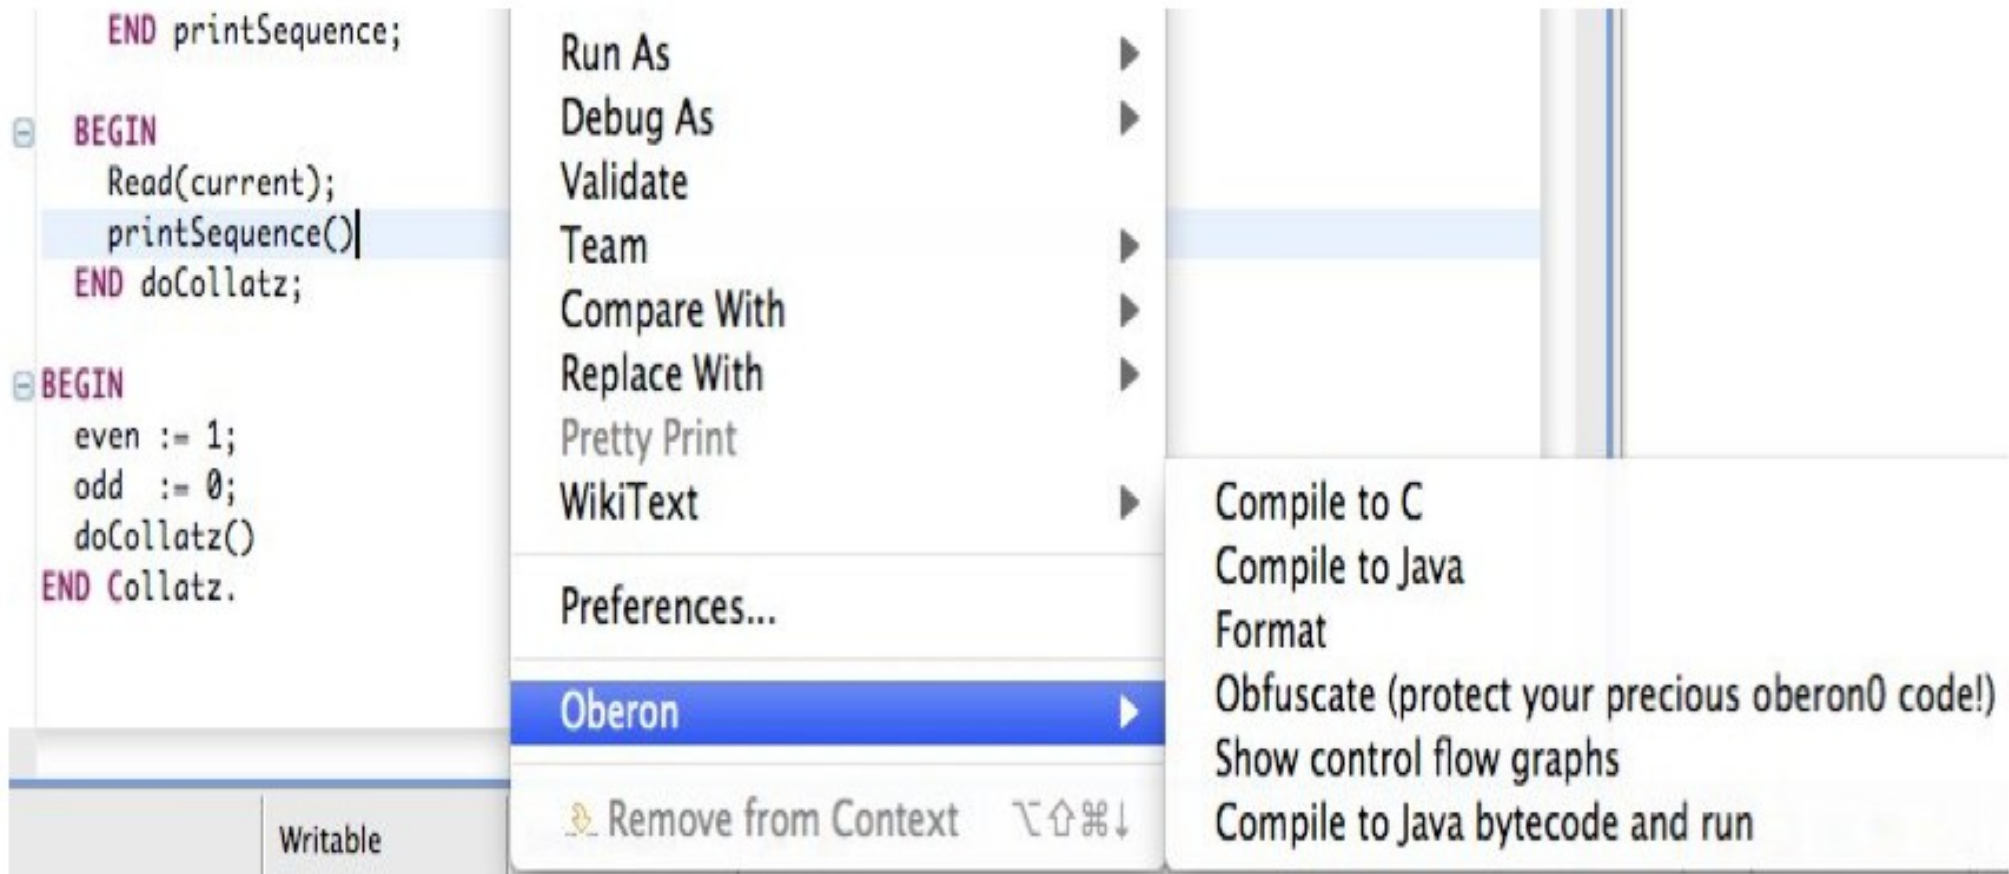 END printSequence;
BEGIN
Read(current);
printSequence()
END doCollatz;
BEGIN
even := 1;
odd  := 0;
doCollatz()
END Collatz.
Writable
Run As
Debug As
Validate
Team
Compare With
Replace With
Pretty Print
WikiText
Preferences...
Oberon
Remove from Context ⌥⇧⌘↓
Compile to C
Compile to Java
Format
Obfuscate (protect your precious oberon0 code!)
Show control flow graphs
Compile to Java bytecode and run